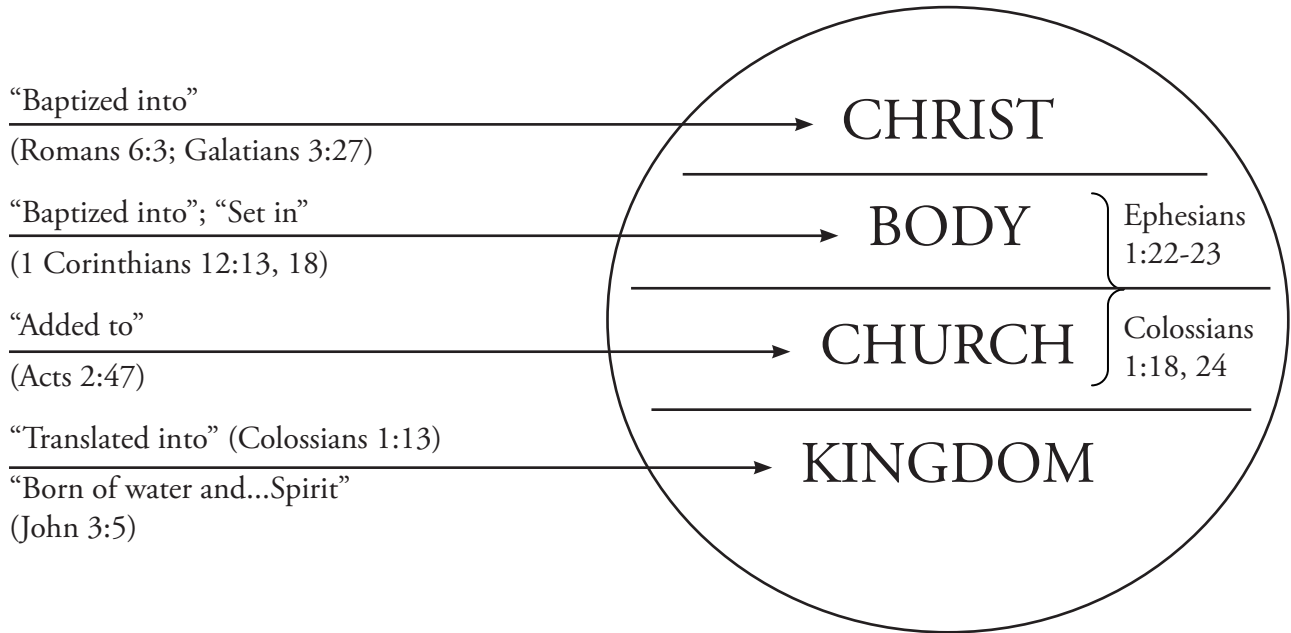 “Baptized into”
CHRIST
(Romans 6:3; Galatians 3:27)
“Baptized into”; “Set in”
BODY
Ephesians
1:22-23
(1 Corinthians 12:13, 18)
“Added to”
CHURCH
Colossians
1:18, 24
(Acts 2:47)
“Translated into” (Colossians 1:13)
KINGDOM
“Born of water and...Spirit”
(John 3:5)